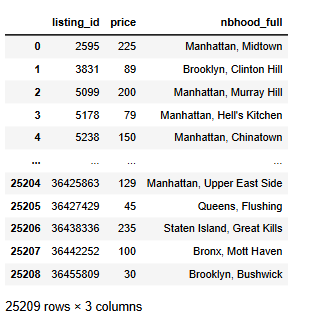 listing_id price nbhood_full
0 2595 225 Manhattan, Midtown
1 3831 89 Brooklyn, Clinton Hill
2 5099 200 Manhattan, Murray Hill
3 5178 79 Manhattan, Hell's Kitchen
4 5238 150 Manhattan, Chinatown
... ... ... ...
25204 36425863 129 Manhattan, Upper East Side
25205 36427429 45 Queens, Flushing
25206 36438336 235 Staten Island, Great Kills
25207 36442252 100 Bronx, Mott Haven
25208 36455809 30 Brooklyn, Bushwick
25209 rows × 3 columns